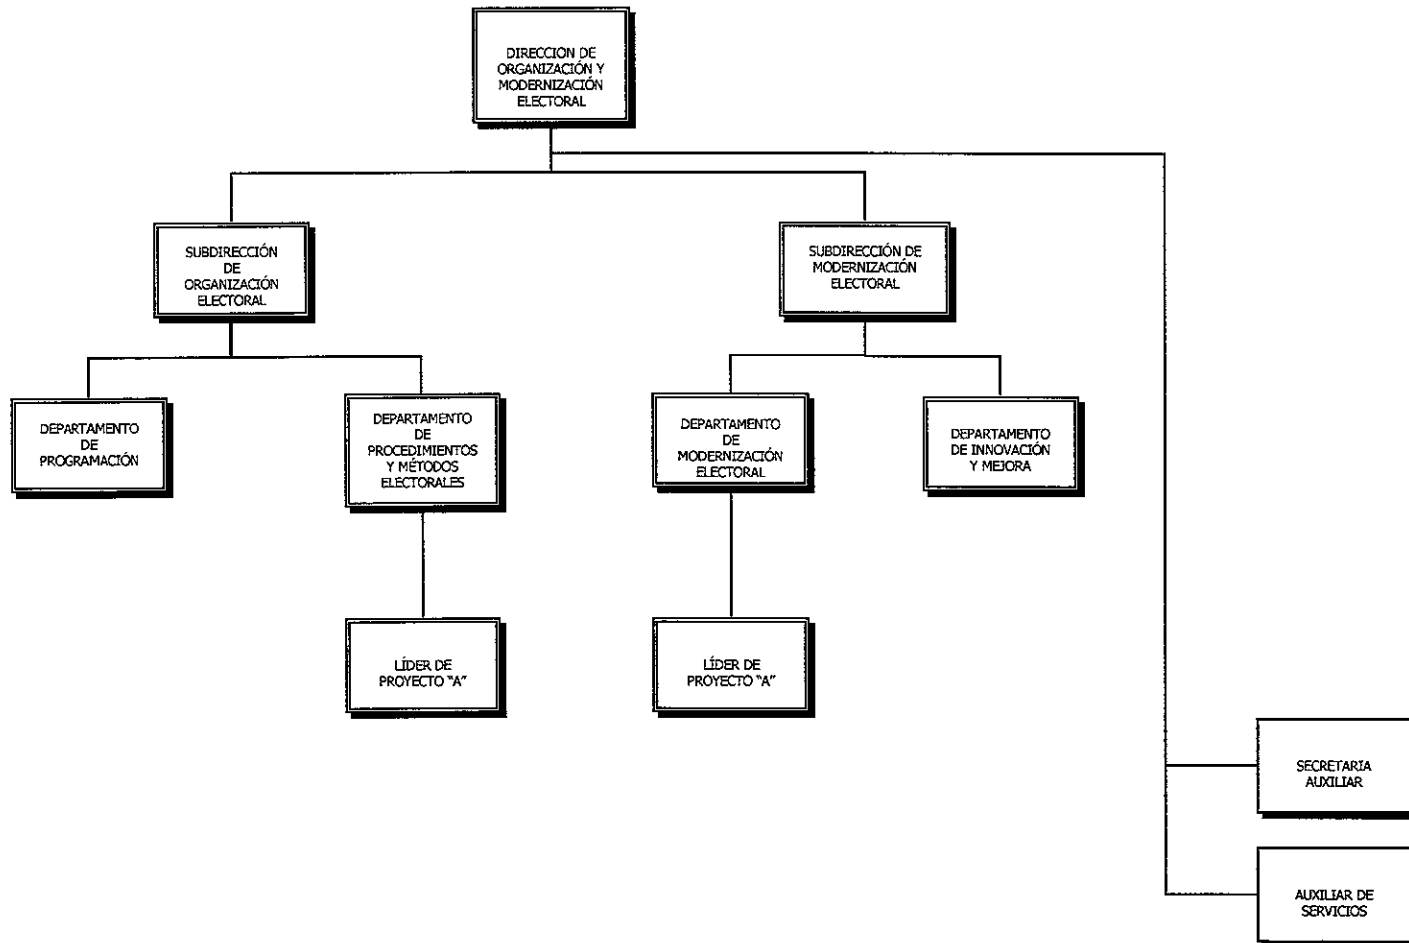 DIRECCION DE
ORGANIZACIÓN Y
MODERNIZACIÓN
ELECTORAL
SUBDIRECCIÓN
DE
ORGANIZACIÓN
ELECTORAL
SUBDIRECCIÓN DE
MODERNIZACIÓN
ELECTORAL
DEPARTAMENTO
DE
PROGRAMACIÓN
DEPARTAMENTO
DE
PROCEDIMIENTOS
Y MÉTODOS
ELECTORALES
DEPARTAMENTO
DE
MODERNIZACIÓN
ELECTORAL
DEPARTAMENTO
DE INNOVACIÓN
Y MEJORA
LÍDER DE
PROYECTO "A"
LÍDER DE
PROYECTO "A"
SECRETARIA
AUXILIAR
AUXILIAR DE
SERVICIOS